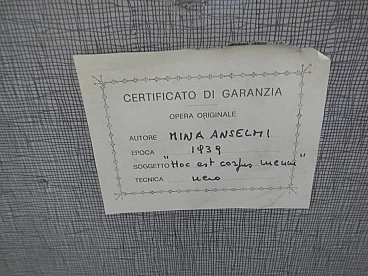 CERTIFICATO DI GARANZIA
OPERA ORIGINALE
AUTORE MINA ANSELMI
EPOCA 1939
SOGGETTO "Hoc est corpus meum"
TECNICA